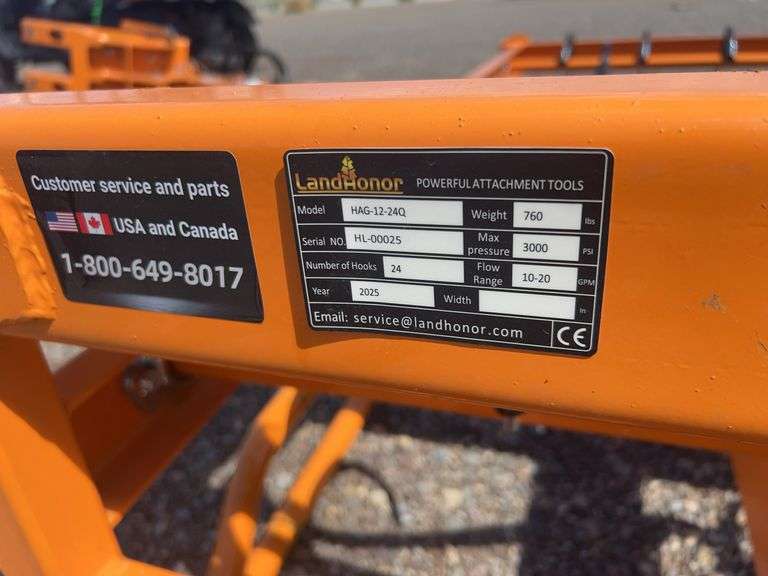 Customer service and parts
USA and Canada
1-800-649-8017
LandHonor POWERFUL ATTACHMENT TOOLS
Model HAG-12-24Q Weight 760 lbs
Serial NO. HL-00025 Max pressure 3000 PSI
Number of Hooks 24 Flow Range 10-20 GPM
Year 2025 Width In
Email: service@landhonor.com CE